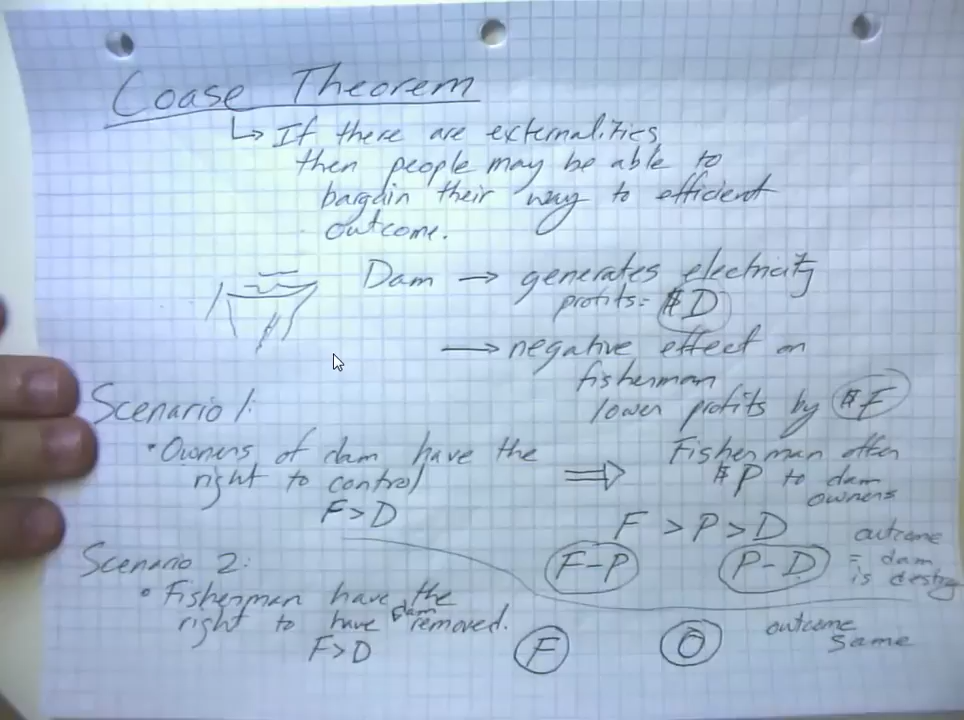 Coase Theorem
↳ If there are externalities
then people may be able to
bargain their way to efficient
outcome.
Dam → generates electricity
profits = $D
→ negative effect on
fisherman
lower profits by $F
Scenario 1:
• Owners of dam have the
right to control
F > D
⇒ Fisherman offer
$P to dam
owners
F > P > D
F-P P-D
outcome
= dam
is destroy
Scenario 2:
• Fisherman have the
right to have dam removed.
F > D
F O outcome
same